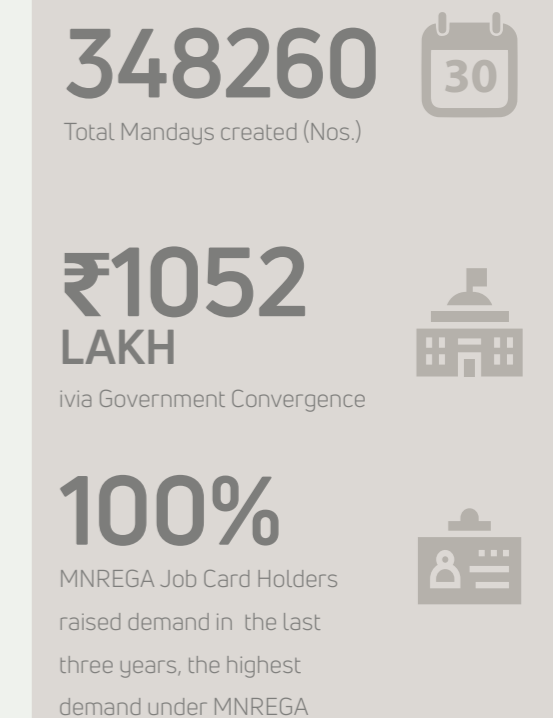 348260
30
Total Mandays created (Nos.)
₹1052
LAKH
ivia Government Convergence
100%
MNREGA Job Card Holders
raised demand in the last
three years, the highest
demand under MNREGA